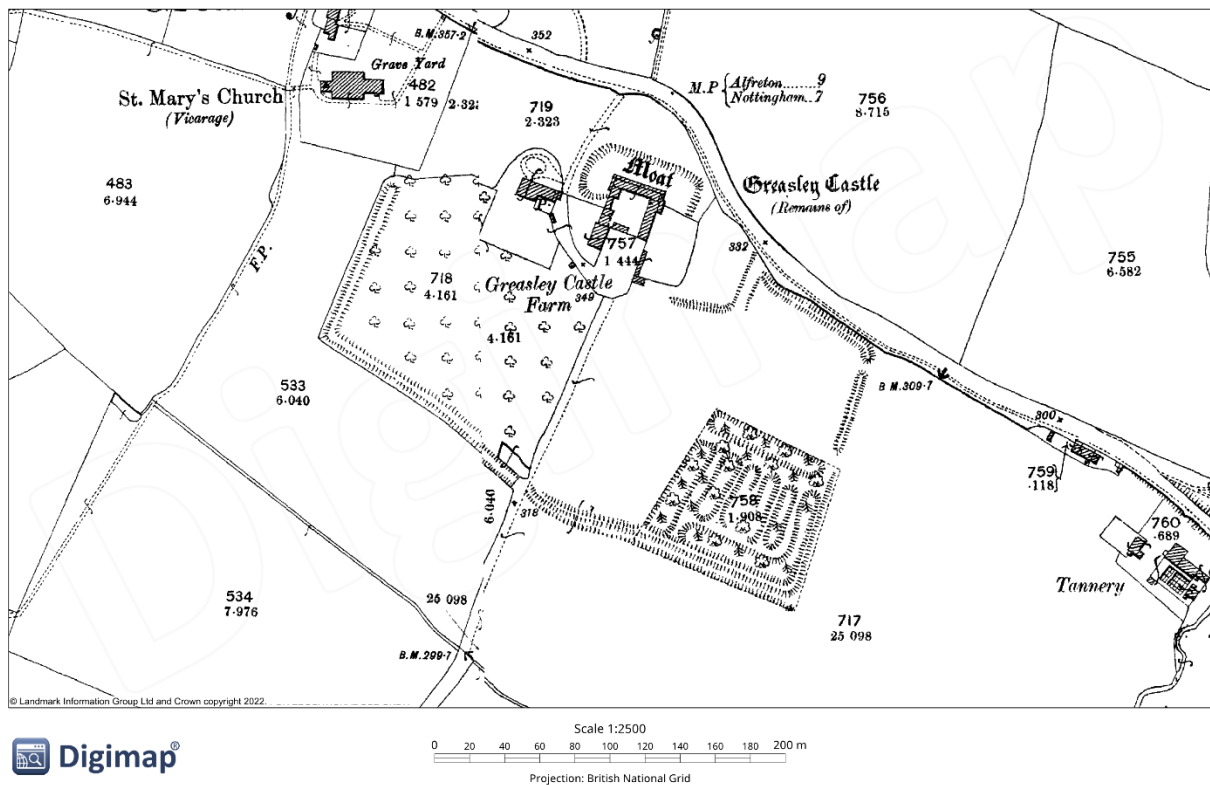 B.M.357·2
352
Grave Yard
482
1 579
2·32
St. Mary's Church
(Vicarage)
719
2·323
M.P { Alfreton........9
Nottingham..7
756
8·715
483
6·944
Moat
Greasley Castle
(Remains of)
P.
757
1 444
332
755
6·582
F.P.
718
4·161
Greasley Castle
Farm
349
4·161
533
6·040
B M.309·7
300
759
·118
758
1·908
6·040
318
760
·689
Tannery
534
7·976
25 098
717
25 098
B.M.299·7
© Landmark Information Group Ltd and Crown copyright 2022.
Digimap
Digimap®
Scale 1:2500
0 20 40 60 80 100 120 140 160 180 200 m
Projection: British National Grid